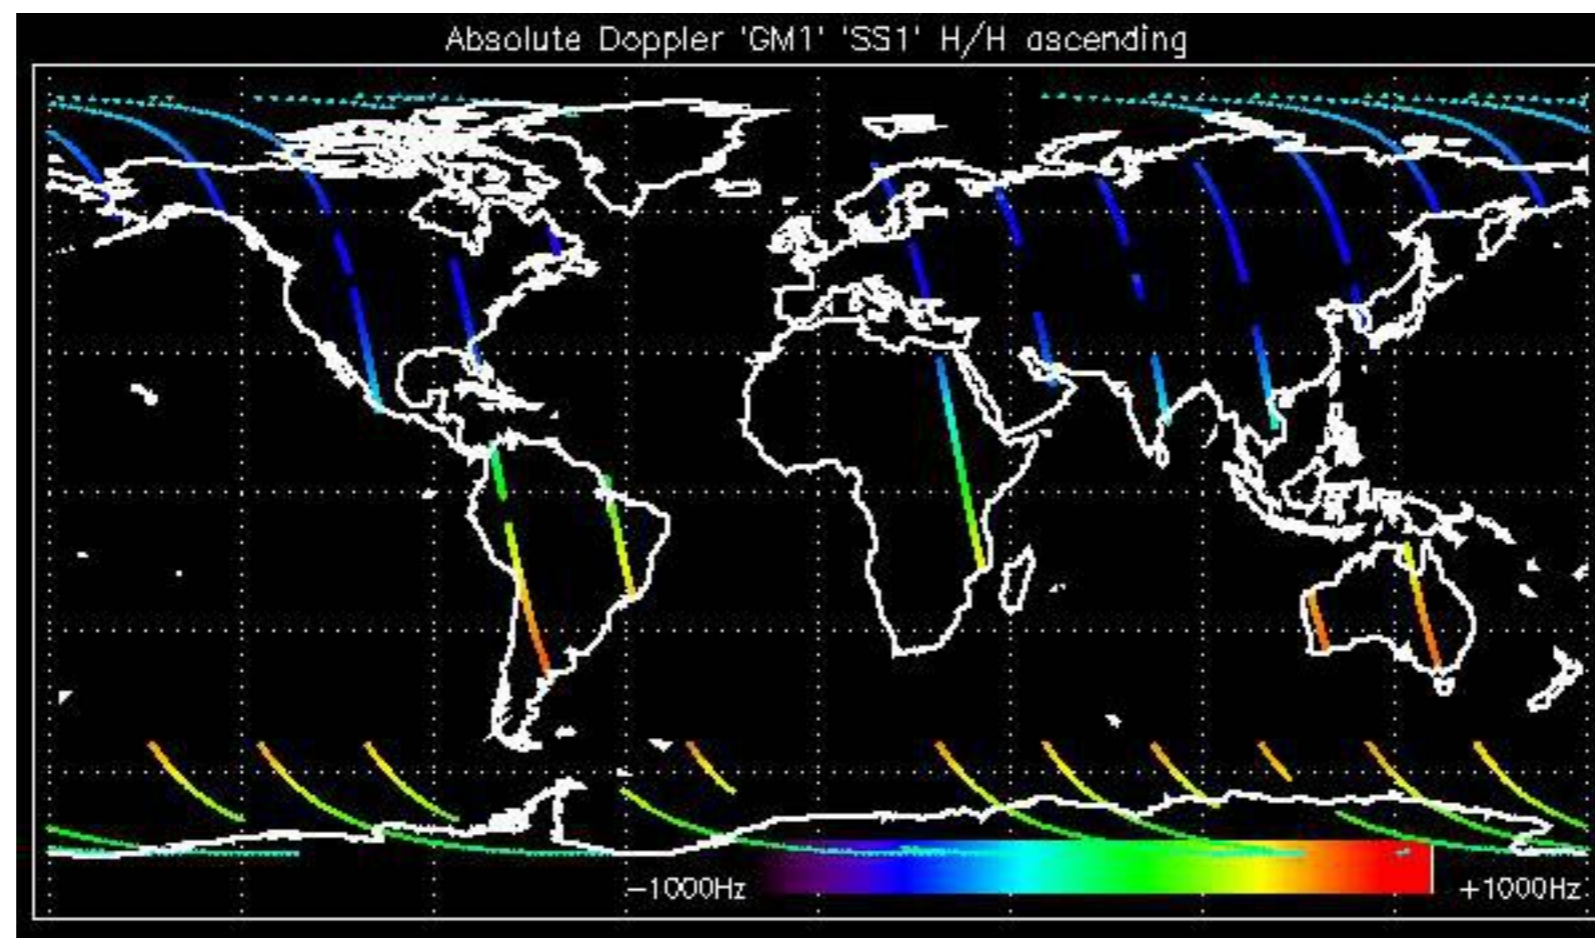 Absolute Doppler 'GM1' 'SS1' H/H ascending
-1000Hz
+1000Hz